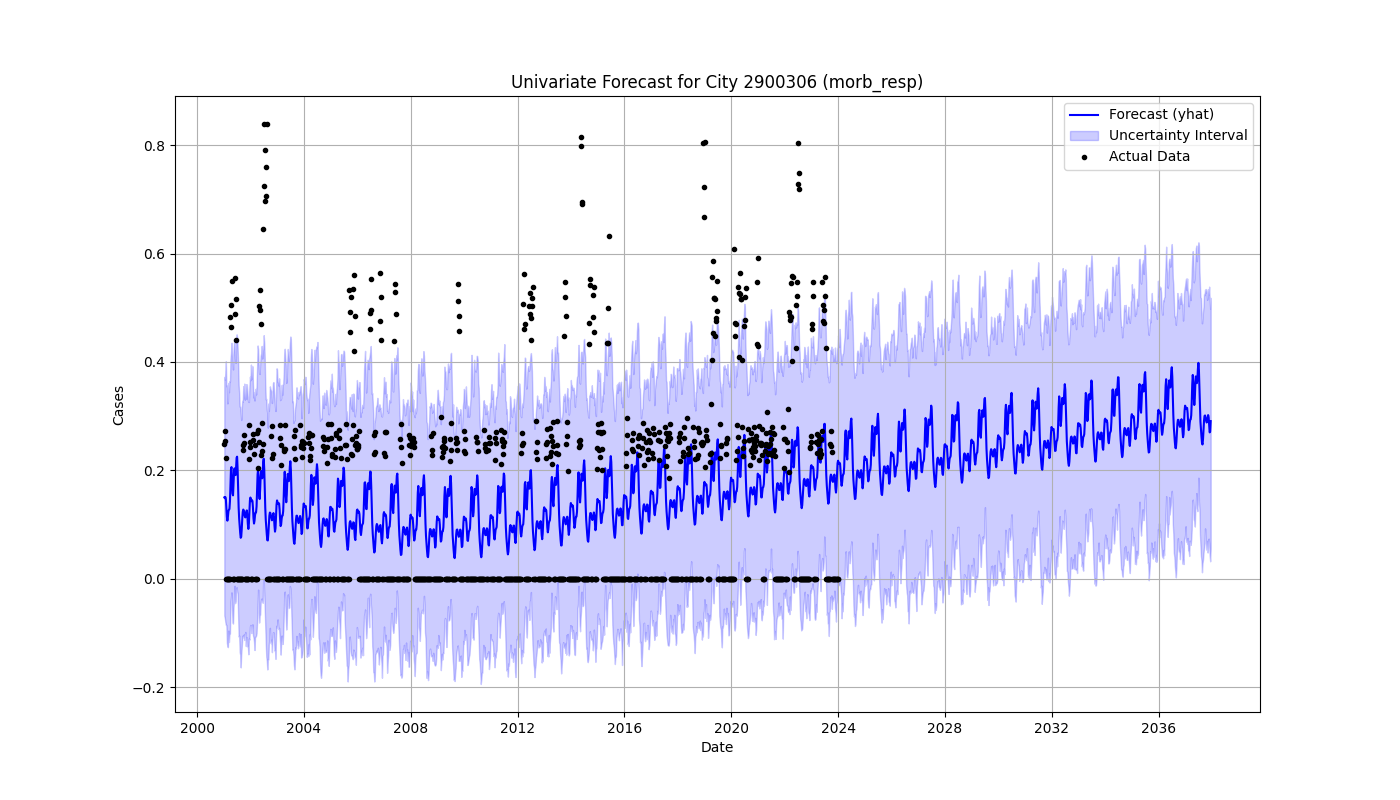 Univariate Forecast for City 2900306 (morb_resp)
Forecast (yhat)
Uncertainty Interval
Actual Data
Cases
0.8
0.6
0.4
0.2
0.0
−0.2
2000 2004 2008 2012 2016 2020 2024 2028 2032 2036
Date